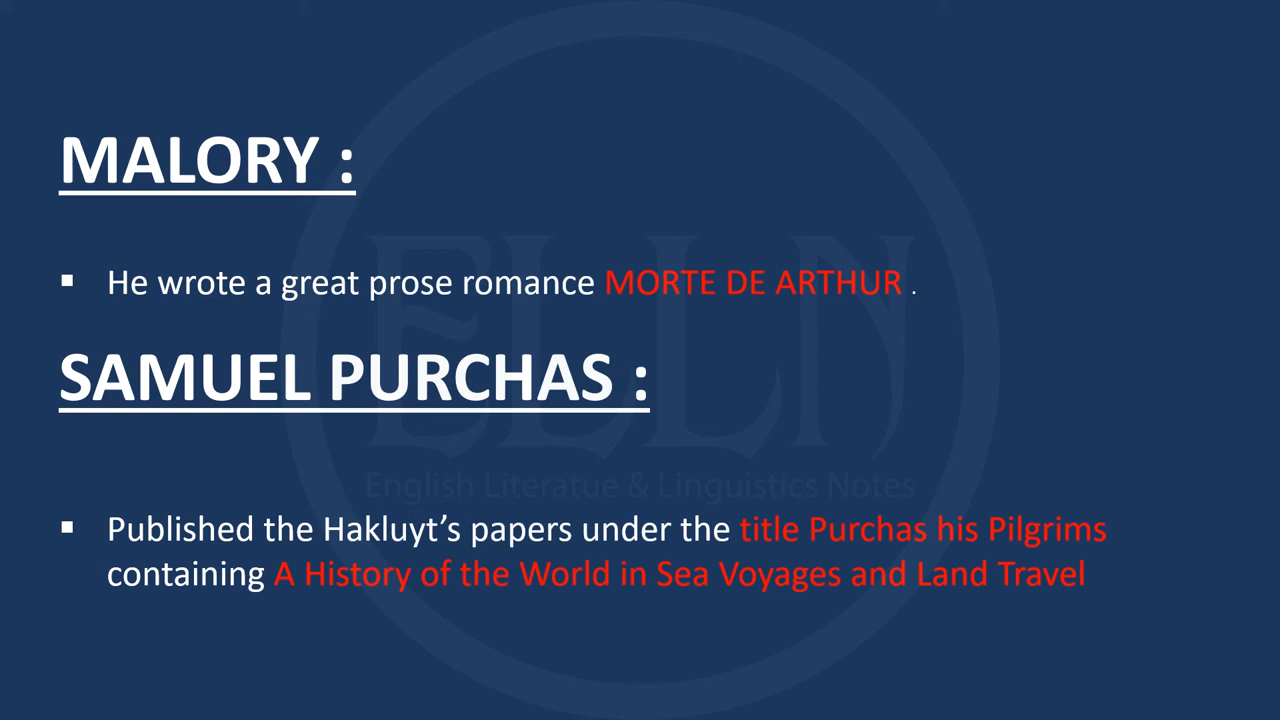 MALORY :
▪ He wrote a great prose romance MORTE DE ARTHUR .
SAMUEL PURCHAS :
▪ Published the Hakluyt’s papers under the title Purchas his Pilgrims
containing A History of the World in Sea Voyages and Land Travel
ELLN
English Literatue & Linguistics Notes